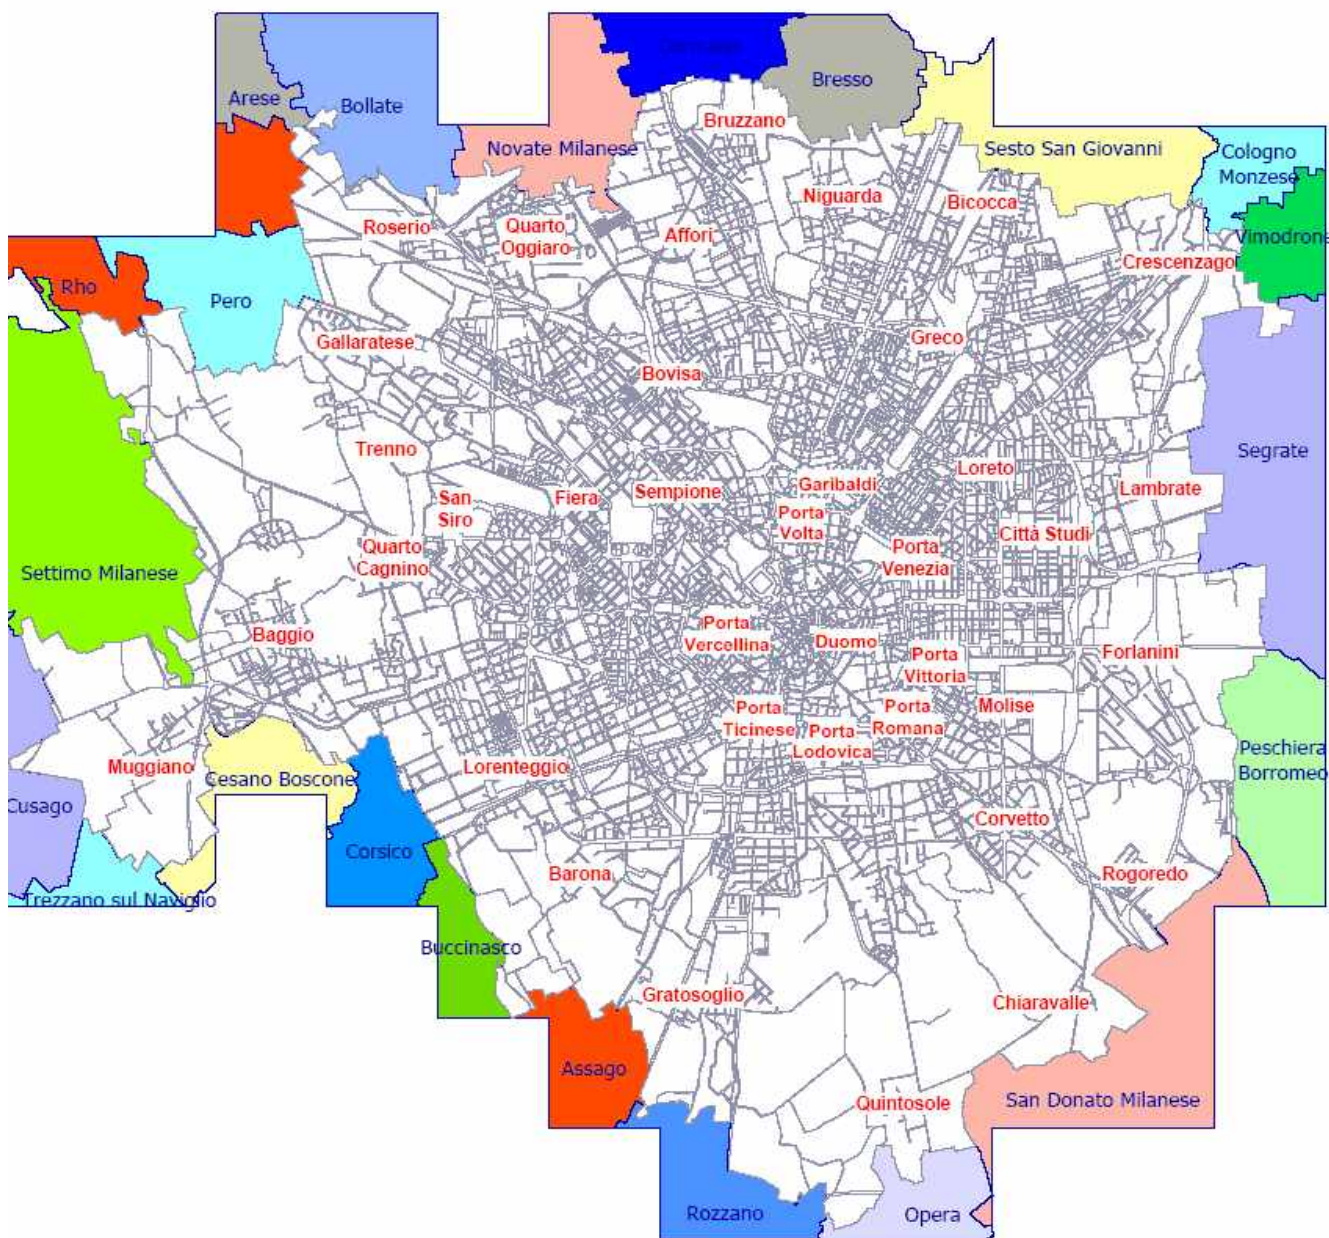 Cormano
Bresso
Arese
Bollate
Bruzzano
Novate Milanese
Sesto San Giovanni
Cologno
Monzese
Niguarda
Bicocca
Roserio
Quarto
Oggiaro
Affori
Vimodrone
Crescenzago
Rho
Pero
Gallaratese
Greco
Bovisa
Trenno
Loreto
Segrate
Garibaldi
Lambrate
San
Siro
Fiera
Sempione
Porta
Volta
Città Studi
Quarto
Cagnino
Porta
Venezia
Settimo Milanese
Baggio
Porta
Vercellina
Duomo
Forlanini
Porta
Vittoria
Porta
Ticinese
Porta
Lodovica
Porta
Romana
Molise
Peschiera
Borromeo
Muggiano
Cesano Boscone
Lorenteggio
Cusago
Corvetto
Corsico
Barona
Rogoredo
Trezzano sul Naviglio
Buccinasco
Gratosoglio
Chiaravalle
Assago
Quintosole
San Donato Milanese
Rozzano
Opera